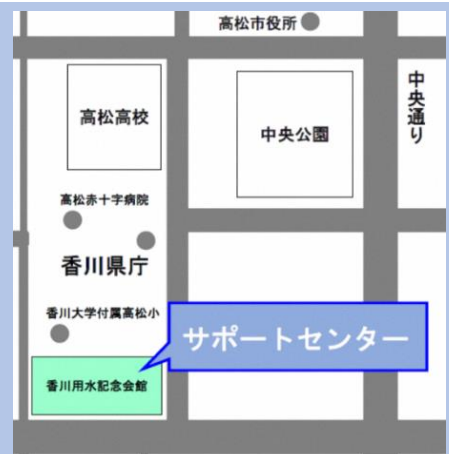 高松市役所
高松高校
中央公園
中央通り
高松赤十字病院
香川県庁
香川大学付属高松小
サポートセンター
香川用水記念会館